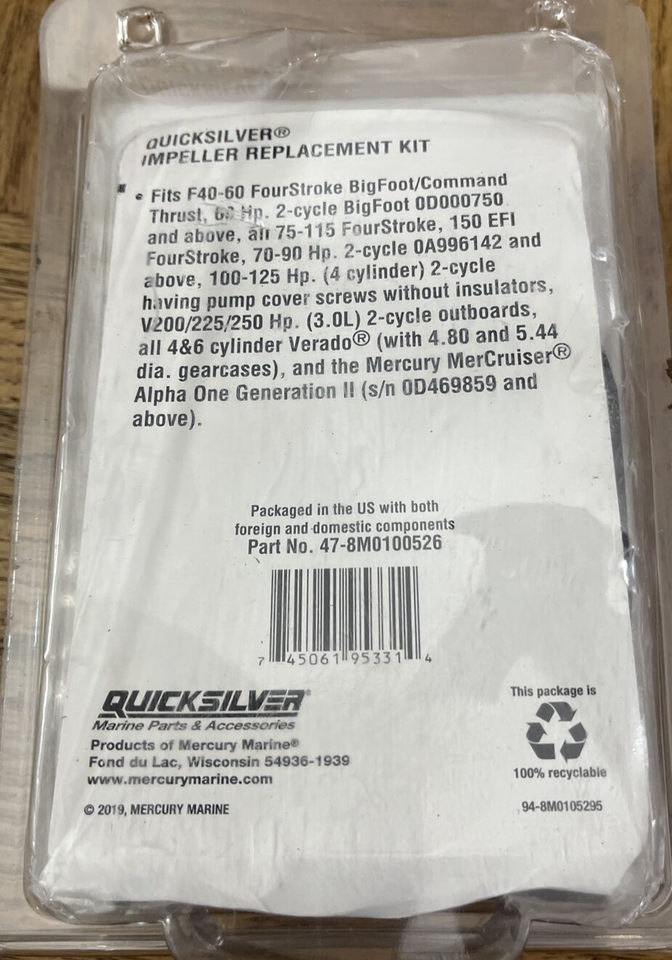 QUICKSILVER®
IMPELLER REPLACEMENT KIT
• Fits F40-60 FourStroke BigFoot/Command
Thrust, Hp. 2-cycle BigFoot 0D000750
and above, all 75-115 FourStroke, 150 EFI
FourStroke, 70-90 Hp. 2-cycle 0A996142 and
above, 100-125 Hp. (4 cylinder) 2-cycle
having pump cover screws without insulators,
V200/225/250 Hp. (3.0L) 2-cycle outboards,
all 4&6 cylinder Verado® (with 4.80 and 5.44
dia. gearcases), and the Mercury MerCruiser®
Alpha One Generation II (s/n 0D469859 and
above).
Packaged in the US with both
foreign and domestic components
Part No. 47-8M0100526
7 45061 95331 4
QUICKSILVER®
Marine Parts & Accessories
Products of Mercury Marine®
Fond du Lac, Wisconsin 54936-1939
www.mercurymarine.com
© 2019, MERCURY MARINE
This package is
100% recyclable
94-8M0105295